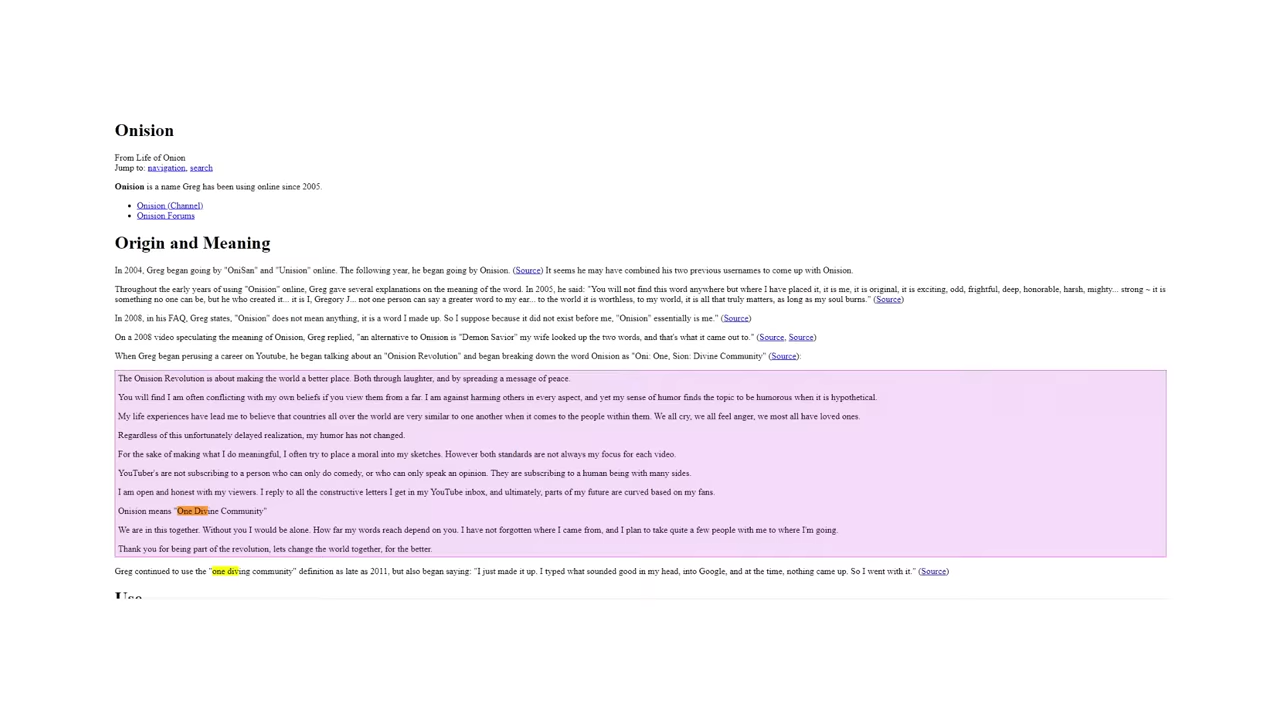 Onision
From Life of Onion
Jump to: navigation, search
Onision is a name Greg has been using online since 2005.
• Onision (Channel)
• Onision Forums
Origin and Meaning
In 2004, Greg began going by "OniSan" and "Unision" online. The following year, he began going by Onision. (Source) It seems he may have combined his two previous usernames to come up with Onision.
Throughout the early years of using "Onision" online, Greg gave several explanations on the meaning of the word. In 2005, he said: "You will not find this word anywhere but where I have placed it, it is me, it is original, it is exciting, odd, frightful, deep, honorable, harsh, mighty... strong ~ it is
something no one can be, but he who created it... it is I, Gregory J... not one person can say a greater word to my ear... to the world it is worthless, to my world, it is all that truly matters, as long as my soul burns." (Source)
In 2008, in his FAQ, Greg states, "Onision" does not mean anything, it is a word I made up. So I suppose because it did not exist before me, "Onision" essentially is me." (Source)
On a 2008 video speculating the meaning of Onision, Greg replied, "an alternative to Onision is "Demon Savior" my wife looked up the two words, and that's what it came out to." (Source, Source)
When Greg began perusing a career on Youtube, he began talking about an "Onision Revolution" and began breaking down the word Onision as "Oni: One, Sion: Divine Community" (Source):
The Onision Revolution is about making the world a better place. Both through laughter, and by spreading a message of peace.
You will find I am often conflicting with my own beliefs if you view them from a far. I am against harming others in every aspect, and yet my sense of humor finds the topic to be humorous when it is hypothetical.
My life experiences have lead me to believe that countries all over the world are very similar to one another when it comes to the people within them. We all cry, we all feel anger, we most all have loved ones.
Regardless of this unfortunately delayed realization, my humor has not changed.
For the sake of making what I do meaningful, I often try to place a moral into my sketches. However both standards are not always my focus for each video.
YouTuber's are not subscribing to a person who can only do comedy, or who can only speak an opinion. They are subscribing to a human being with many sides.
I am open and honest with my viewers. I reply to all the constructive letters I get in my YouTube inbox, and ultimately, parts of my future are curved based on my fans.
Onision means "One Divine Community"
We are in this together. Without you I would be alone. How far my words reach depend on you. I have not forgotten where I came from, and I plan to take quite a few people with me to where I'm going.
Thank you for being part of the revolution, lets change the world together, for the better.
Greg continued to use the "one diving community" definition as late as 2011, but also began saying: "I just made it up. I typed what sounded good in my head, into Google, and at the time, nothing came up. So I went with it." (Source)
Use